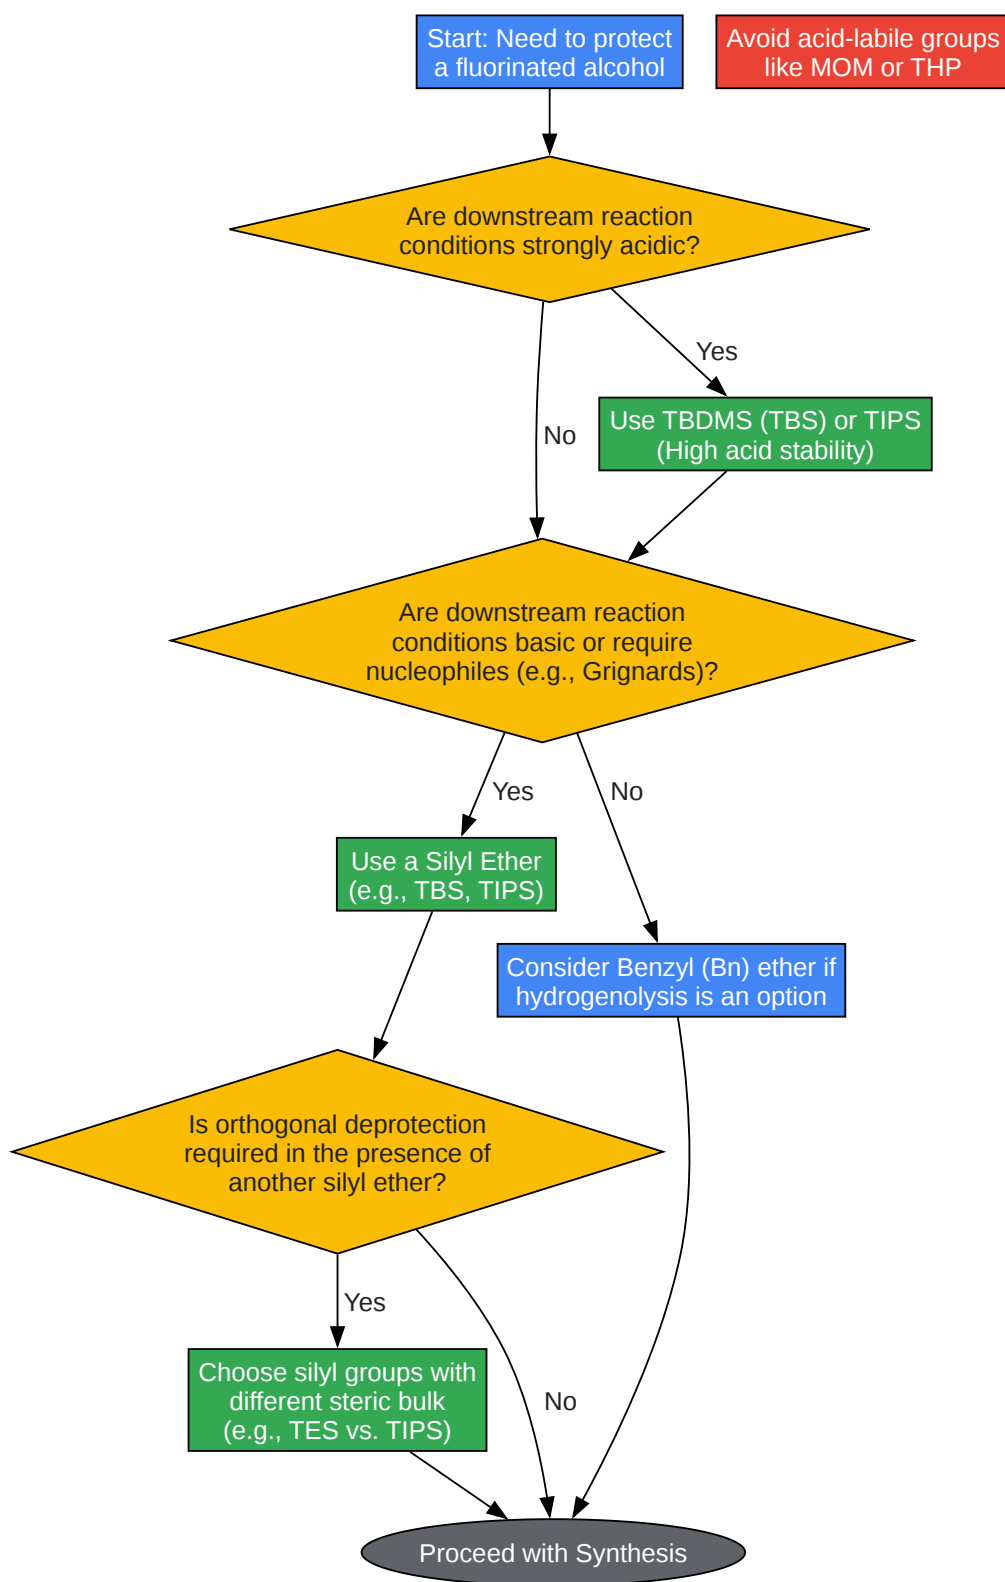 Start: Need to protect
a fluorinated alcohol
Avoid acid-labile groups
like MOM or THP
Are downstream reaction
conditions strongly acidic?
Yes
No
Use TBDMS (TBS) or TIPS
(High acid stability)
Are downstream reaction
conditions basic or require
nucleophiles (e.g., Grignards)?
Yes
No
Use a Silyl Ether
(e.g., TBS, TIPS)
Consider Benzyl (Bn) ether if
hydrogenolysis is an option
Is orthogonal deprotection
required in the presence of
another silyl ether?
Yes
No
Choose silyl groups with
different steric bulk
(e.g., TES vs. TIPS)
Proceed with Synthesis